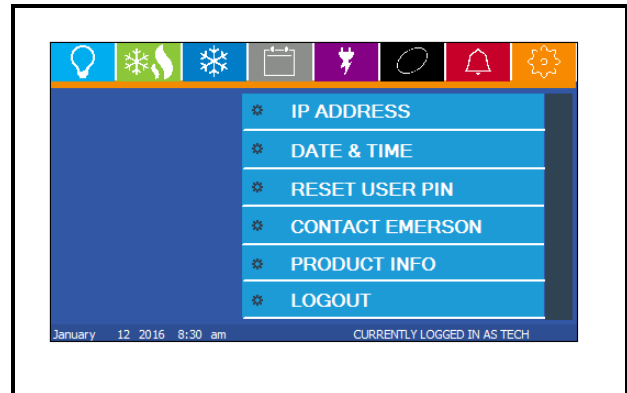 IP ADDRESS
DATE & TIME
RESET USER PIN
CONTACT EMERSON
PRODUCT INFO
LOGOUT
January 12 2016 8:30 am CURRENTLY LOGGED IN AS TECH